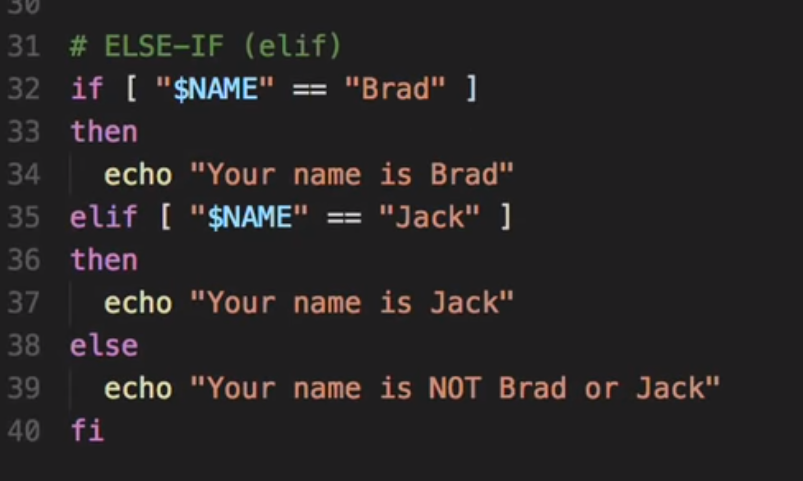 30
31 # ELSE-IF (elif)
32 if [ "$NAME" == "Brad" ]
33 then
34   echo "Your name is Brad"
35 elif [ "$NAME" == "Jack" ]
36 then
37   echo "Your name is Jack"
38 else
39   echo "Your name is NOT Brad or Jack"
40 fi